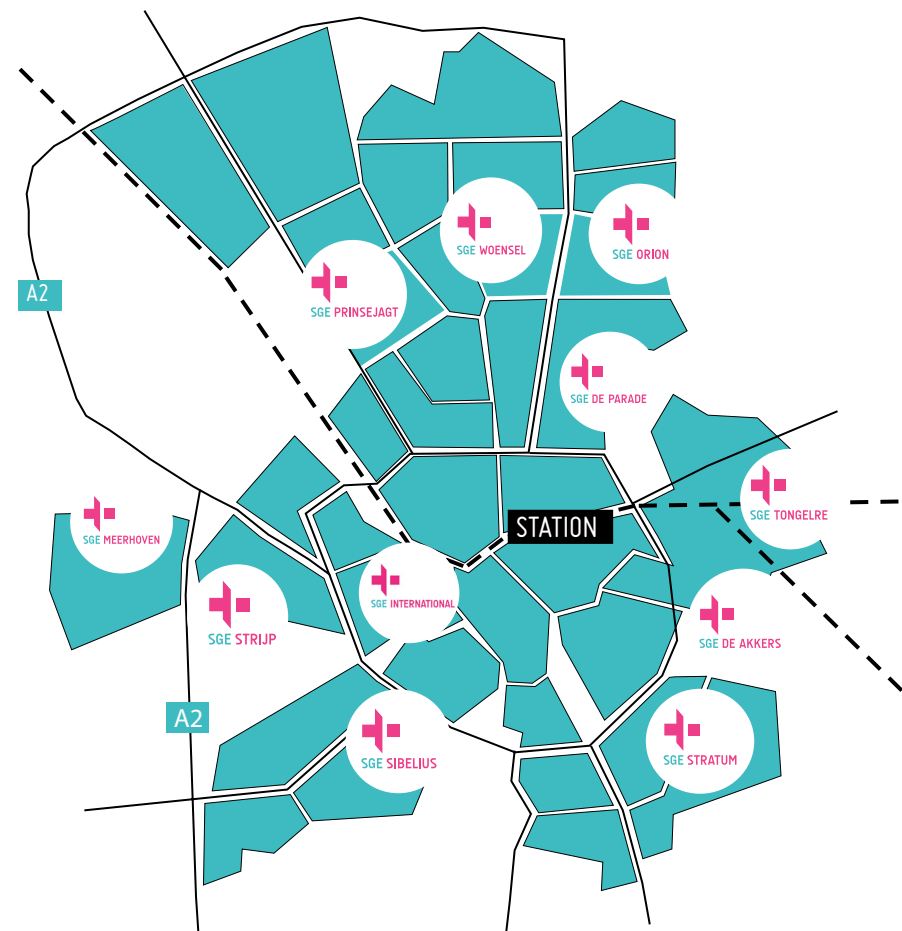 SGE WOENSEL
SGE ORION
A2
SGE PRINSEJAGT
SGE DE PARADE
SGE TONGELRE
STATION
SGE MEERHOVEN
SGE INTERNATIONAL
SGE STRIJP
SGE DE AKKERS
A2
SGE SIBELIUS
SGE STRATUM